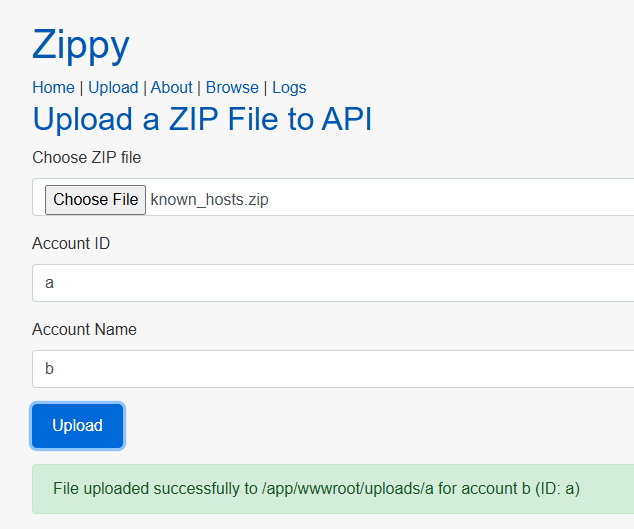 Zippy
Home | Upload | About | Browse | Logs
Upload a ZIP File to API
Choose ZIP file
Choose File known_hosts.zip
Account ID
a
Account Name
b
Upload
File uploaded successfully to /app/wwwroot/uploads/a for account b (ID: a)